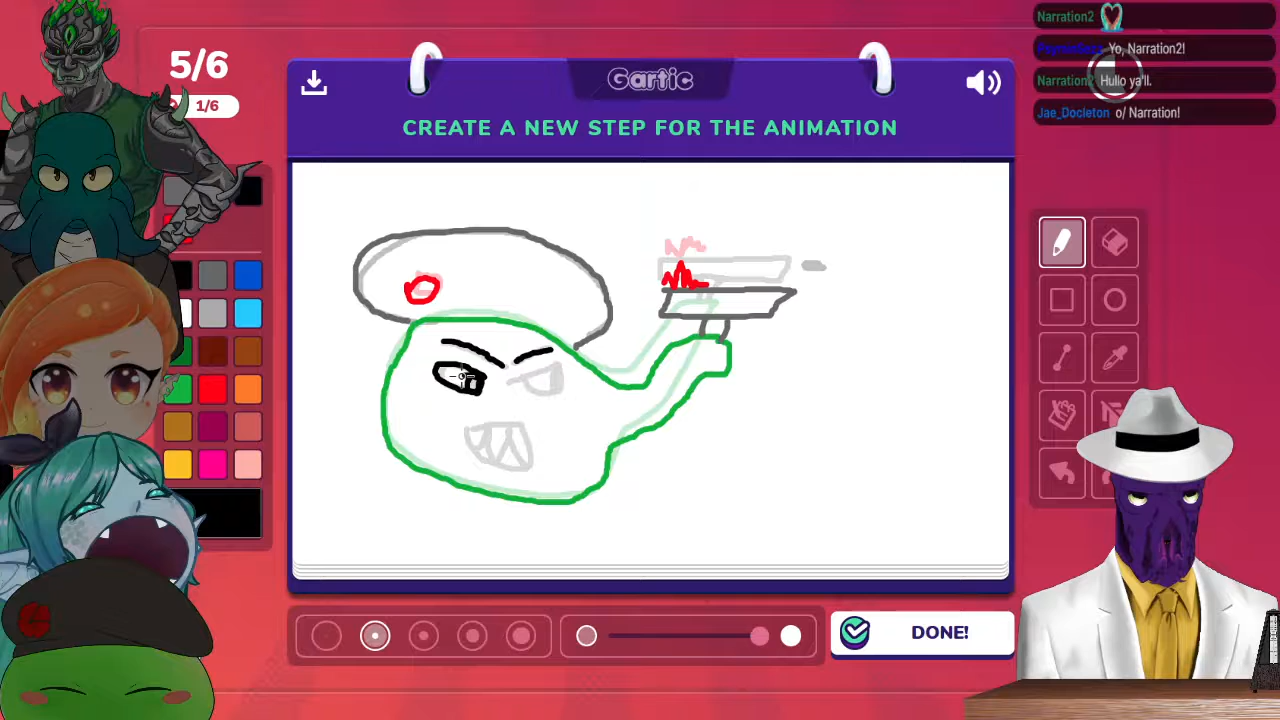 5/6
1/6
Gartic
CREATE A NEW STEP FOR THE ANIMATION
Narration2
Yo, Narration2!
Narration2 Hullo ya'll.
Jae_Docleton o/ Narration!
DONE!